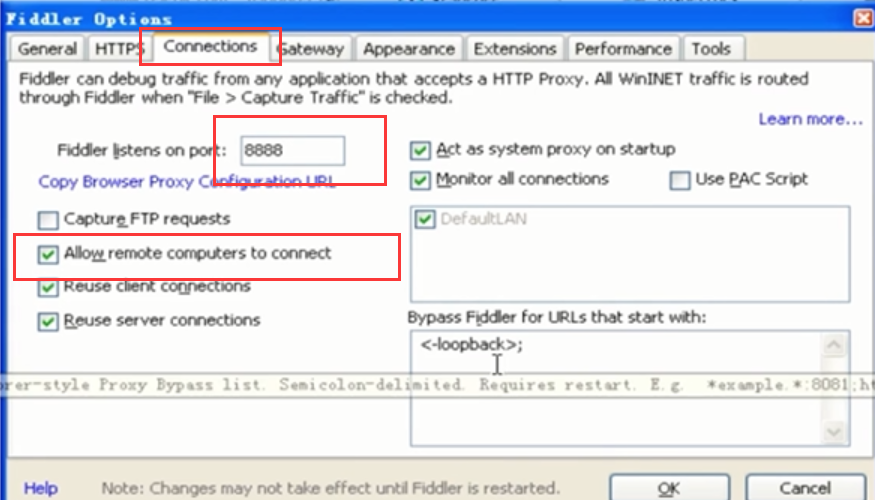 Fiddler Options
General HTTPS Connections Gateway Appearance Extensions Performance Tools
Fiddler can debug traffic from any application that accepts a HTTP Proxy. All WinINET traffic is routed
through Fiddler when "File > Capture Traffic" is checked.
Learn more...
Fiddler listens on port: 8888
Copy Browser Proxy Configuration URL
Capture FTP requests
Allow remote computers to connect
Reuse client connections
Reuse server connections
Act as system proxy on startup
Monitor all connections Use PAC Script
DefaultLAN
Bypass Fiddler for URLs that start with:
<-loopback>;
orer-style Proxy Bypass list. Semicolon-delimited. Requires restart. E.g. *example.*:8081;ht
Help Note: Changes may not take effect until Fiddler is restarted. OK Cancel